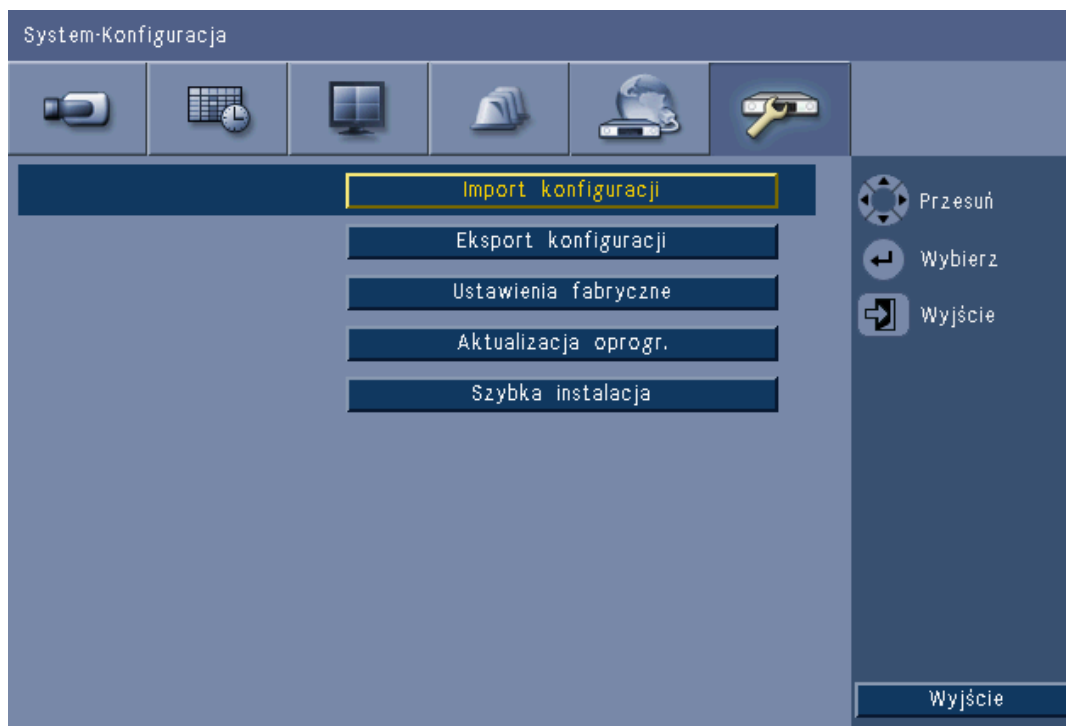 System-Konfiguracja
Import konfiguracji
Eksport konfiguracji
Ustawienia fabryczne
Aktualizacja oprogr.
Szybka instalacja
Przesuń
Wybierz
Wyjście
Wyjście